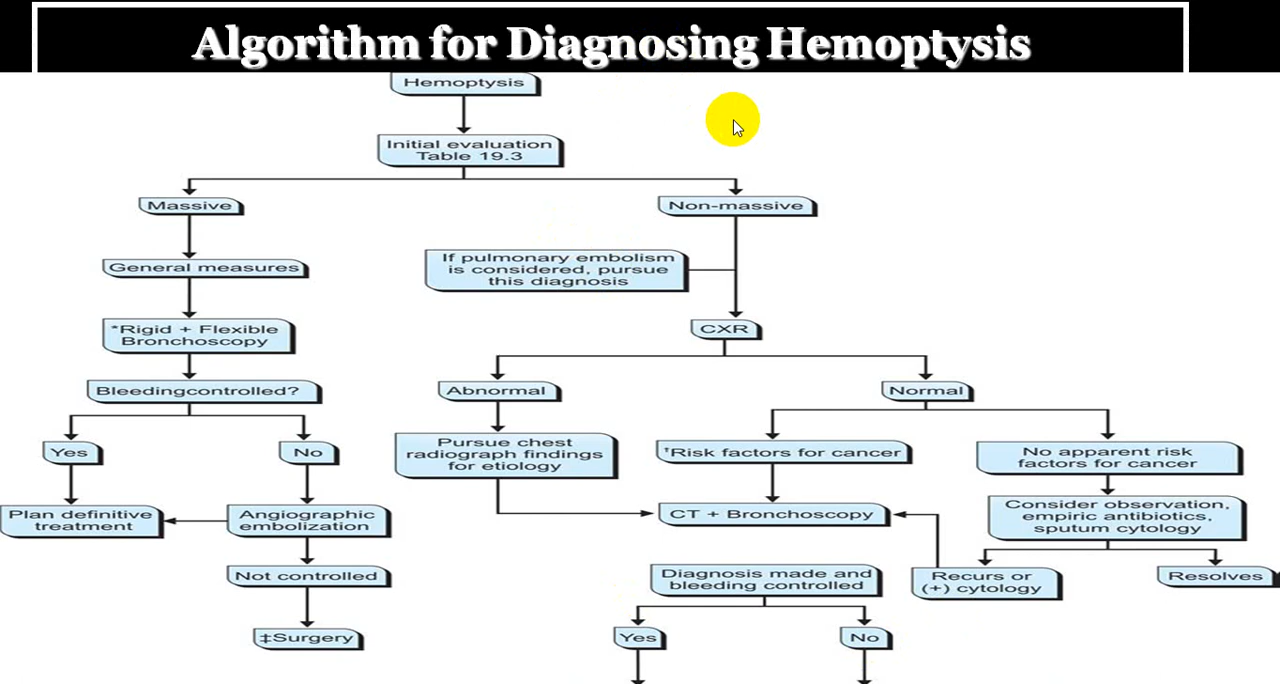 Algorithm for Diagnosing Hemoptysis
Hemoptysis
Initial evaluation
Table 19.3
Massive
Non-massive
General measures
If pulmonary embolism
is considered, pursue
this diagnosis
*Rigid + Flexible
Bronchoscopy
CXR
Bleedingcontrolled?
Abnormal
Normal
Yes
No
Pursue chest
radiograph findings
for etiology
†Risk factors for cancer
No apparent risk
factors for cancer
Plan definitive
treatment
Angiographic
embolization
CT + Bronchoscopy
Consider observation,
empiric antibiotics,
sputum cytology
Not controlled
Diagnosis made and
bleeding controlled
Recurs or
(+) cytology
Resolves
‡Surgery
Yes
No